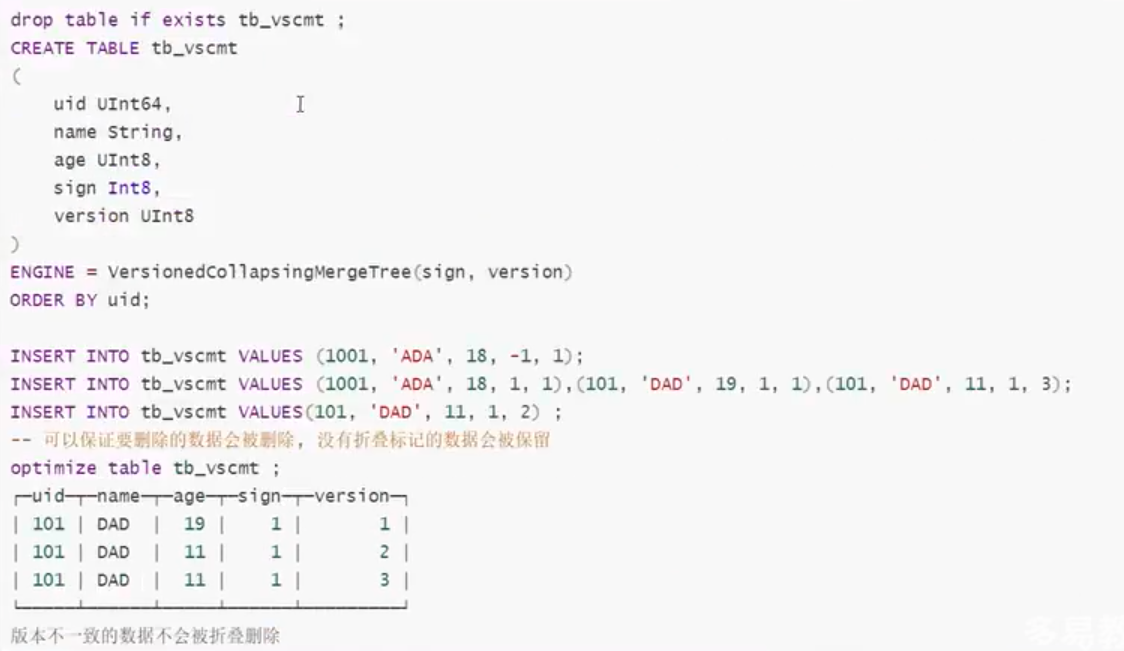 drop table if exists tb_vscmt ;
CREATE TABLE tb_vscmt
(
    uid UInt64,
    name String,
    age UInt8,
    sign Int8,
    version UInt8
)
ENGINE = VersionedCollapsingMergeTree(sign, version)
ORDER BY uid;

INSERT INTO tb_vscmt VALUES (1001, 'ADA', 18, -1, 1);
INSERT INTO tb_vscmt VALUES (1001, 'ADA', 18, 1, 1),(101, 'DAD', 19, 1, 1),(101, 'DAD', 11, 1, 3);
INSERT INTO tb_vscmt VALUES(101, 'DAD', 11, 1, 2) ;
-- 可以保证要删除的数据会被删除, 没有折叠标记的数据会被保留
optimize table tb_vscmt ;
┌─uid─┬─name─┬─age─┬─sign─┬─version─┐
| 101 | DAD | 19 | 1 | 1 |
| 101 | DAD | 11 | 1 | 2 |
| 101 | DAD | 11 | 1 | 3 |
└─────┴──────┴─────┴──────┴─────────┘
版本不一致的数据不会被折叠删除
多易教